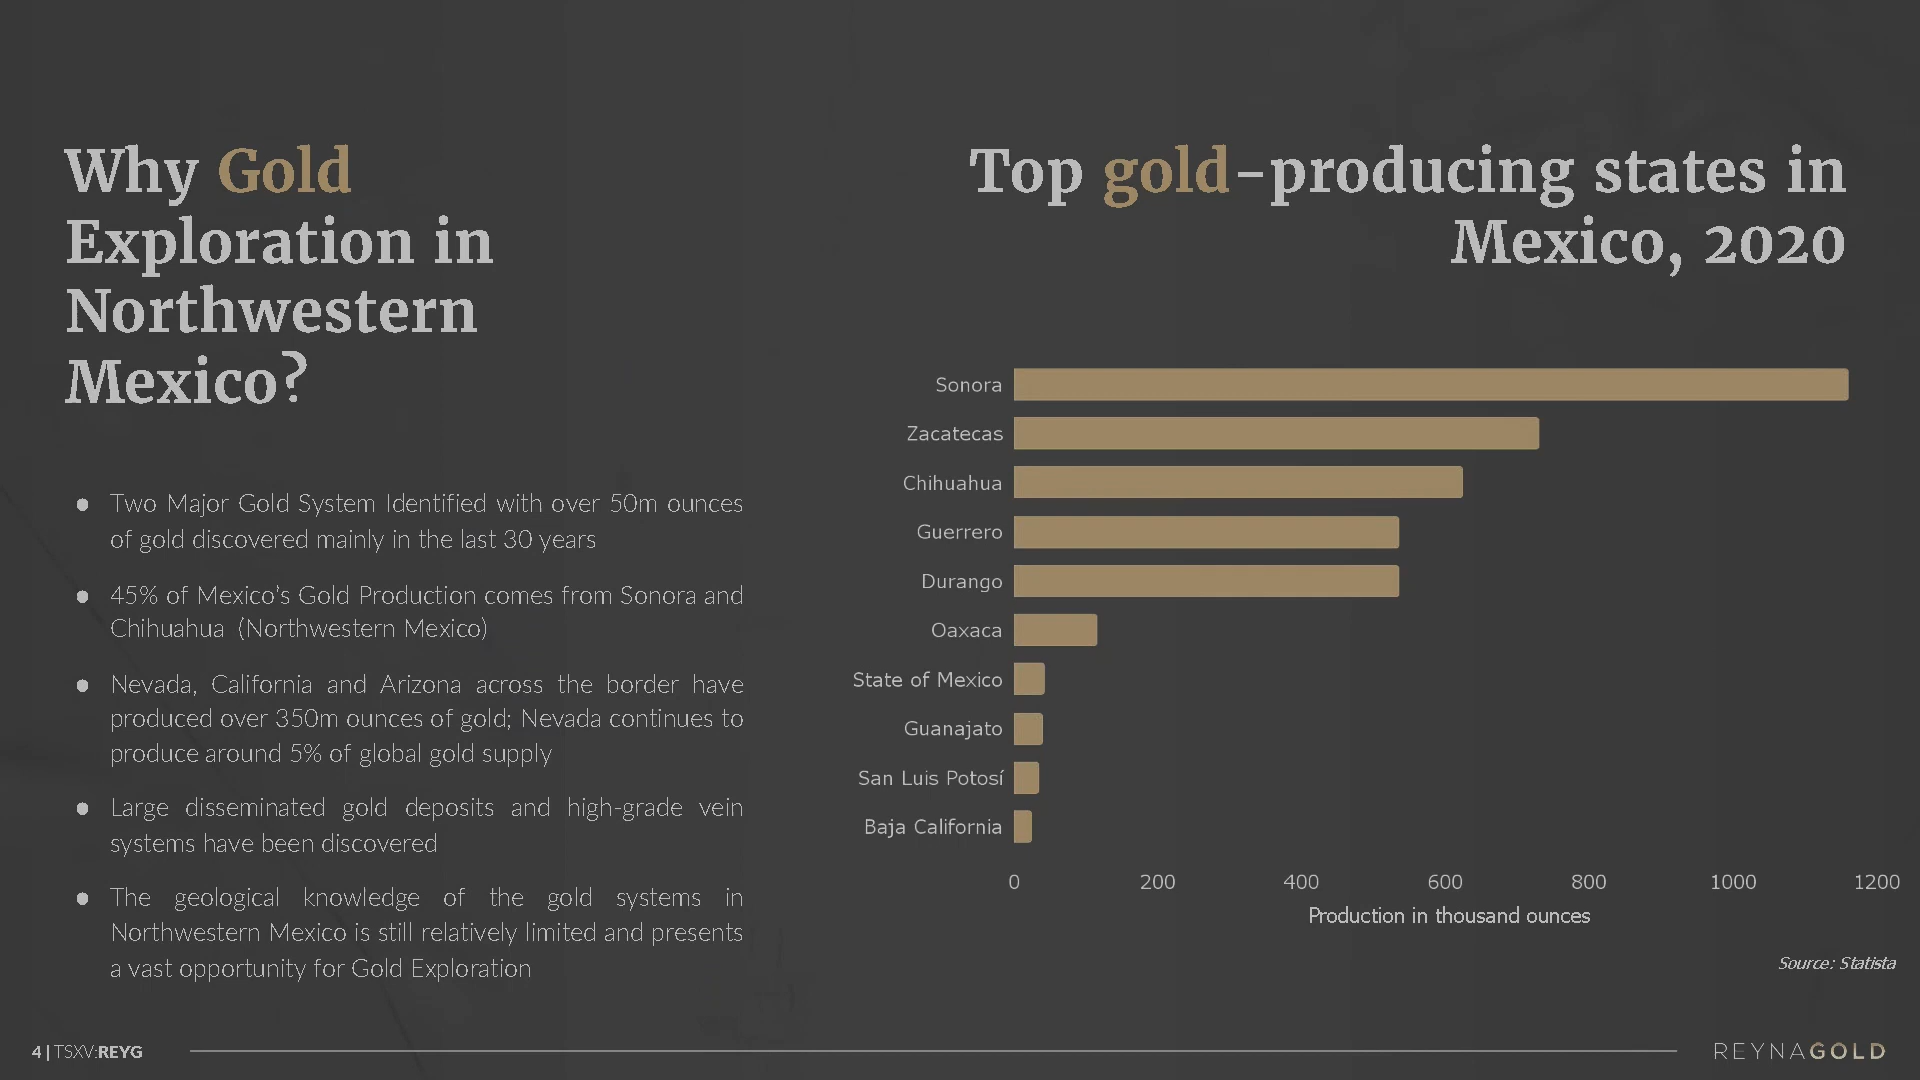 Why Gold
Exploration in
Northwestern
Mexico?
● Two Major Gold System Identified with over 50m ounces
of gold discovered mainly in the last 30 years
● 45% of Mexico’s Gold Production comes from Sonora and
Chihuahua (Northwestern Mexico)
● Nevada, California and Arizona across the border have
produced over 350m ounces of gold; Nevada continues to
produce around 5% of global gold supply
● Large disseminated gold deposits and high-grade vein
systems have been discovered
● The geological knowledge of the gold systems in
Northwestern Mexico is still relatively limited and presents
a vast opportunity for Gold Exploration
Top gold-producing states in
Mexico, 2020
Sonora
Zacatecas
Chihuahua
Guerrero
Durango
Oaxaca
State of Mexico
Guanajato
San Luis Potosí
Baja California
0 200 400 600 800 1000 1200
Production in thousand ounces
Source: Statista
4 | TSXV:REYG
REYNAGOLD